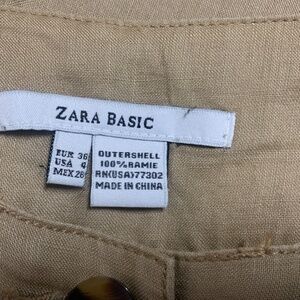 ZARA BASIC
EUR 36
USA 4
MEX 26
OUTERSHELL
100%RAMIE
RN(USA)77302
MADE IN CHINA